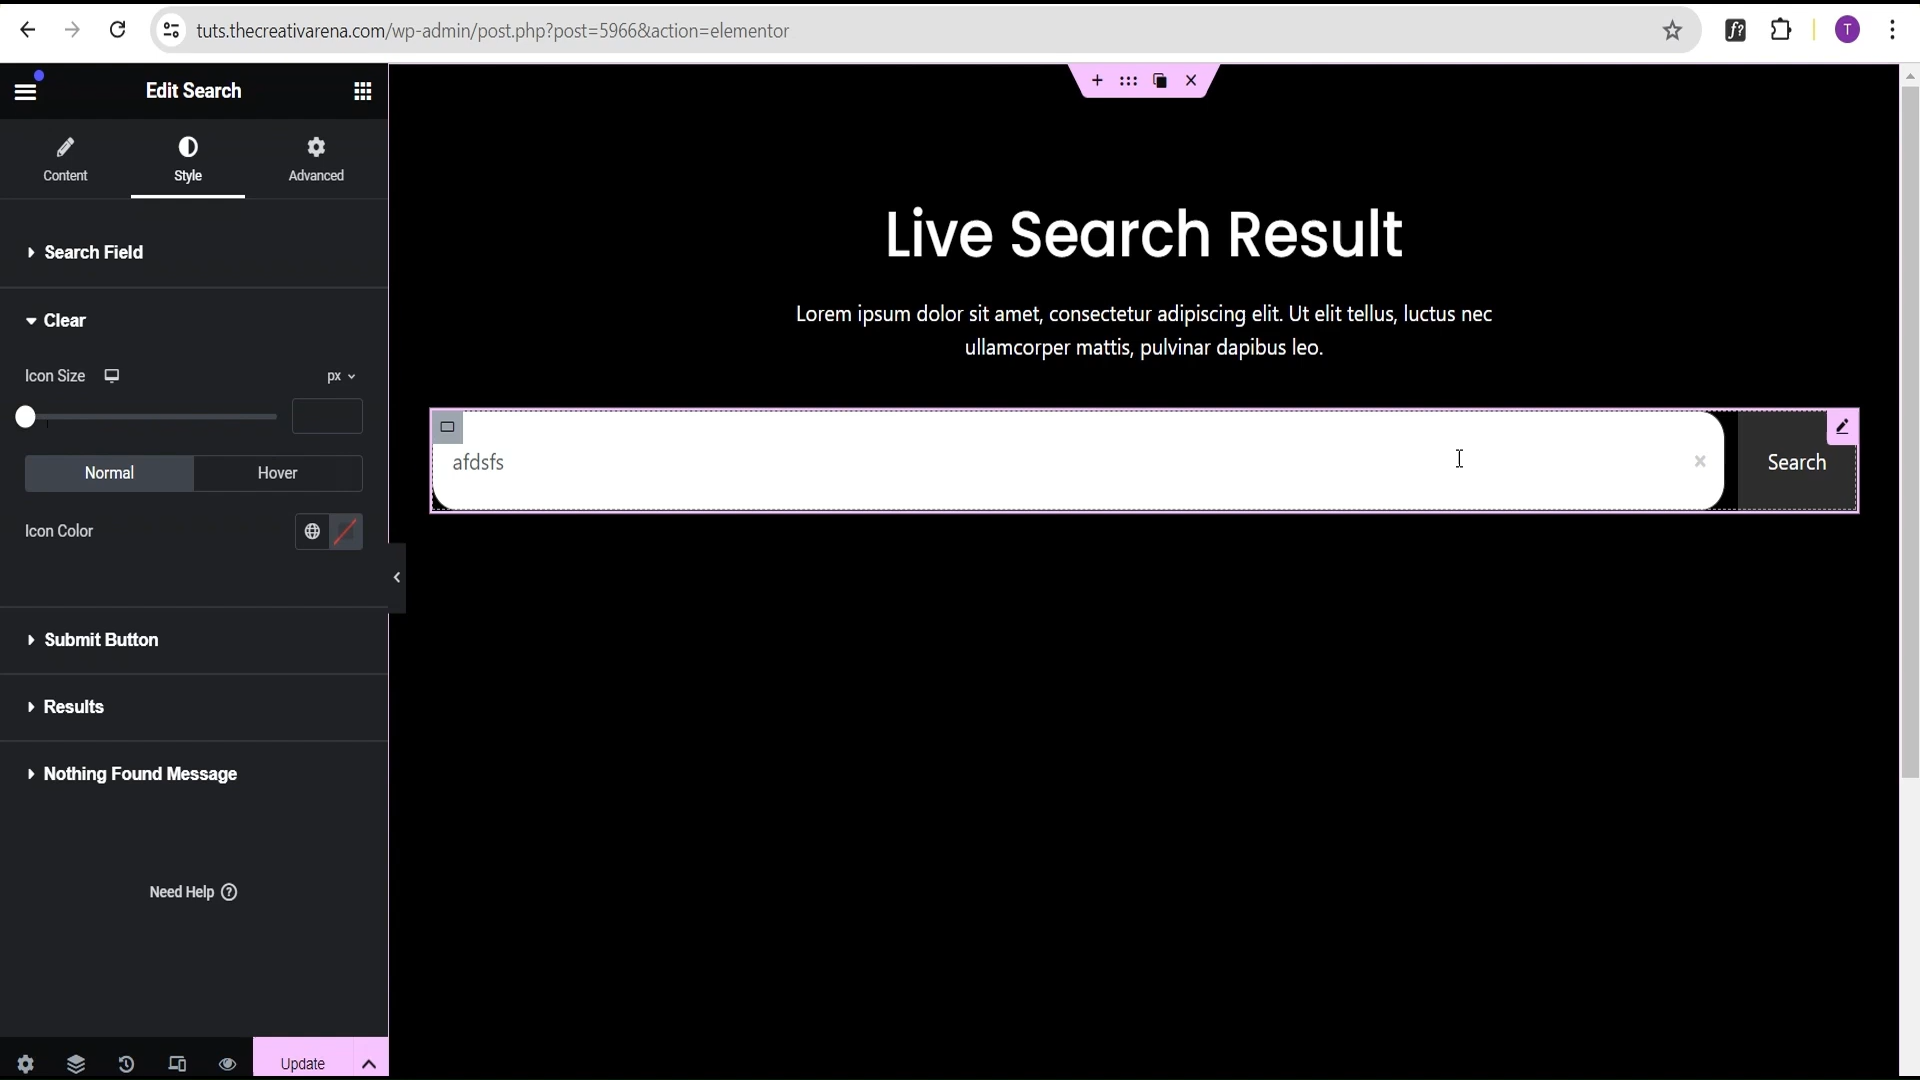 tuts.thecreativarena.com/wp-admin/post.php?post=5966&action=elementor
f?
T
Edit Search
Content
Style
Advanced
Search Field
Clear
Icon Size
px
Normal
Hover
Icon Color
Submit Button
Results
Nothing Found Message
Need Help ?
Update
Live Search Result
Lorem ipsum dolor sit amet, consectetur adipiscing elit. Ut elit tellus, luctus nec
ullamcorper mattis, pulvinar dapibus leo.
afdsfs
Search